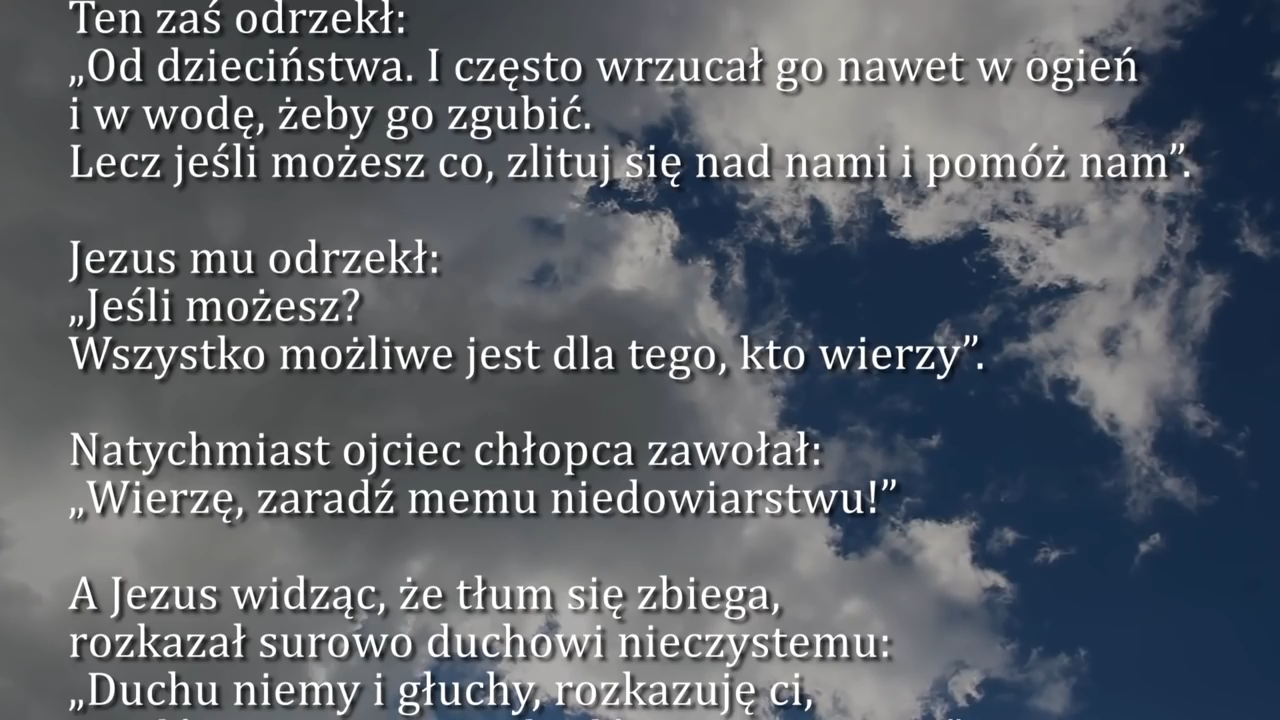 Ten zaś odrzekł:
„Od dzieciństwa. I często wrzucał go nawet w ogień
i w wodę, żeby go zgubić.
Lecz jeśli możesz co, zlituj się nad nami i pomóż nam”.
Jezus mu odrzekł:
„Jeśli możesz?
Wszystko możliwe jest dla tego, kto wierzy”.
Natychmiast ojciec chłopca zawołał:
„Wierzę, zaradź memu niedowiarstwu!”
A Jezus widząc, że tłum się zbiega,
rozkazał surowo duchowi nieczystemu:
„Duchu niemy i głuchy, rozkazuję ci,